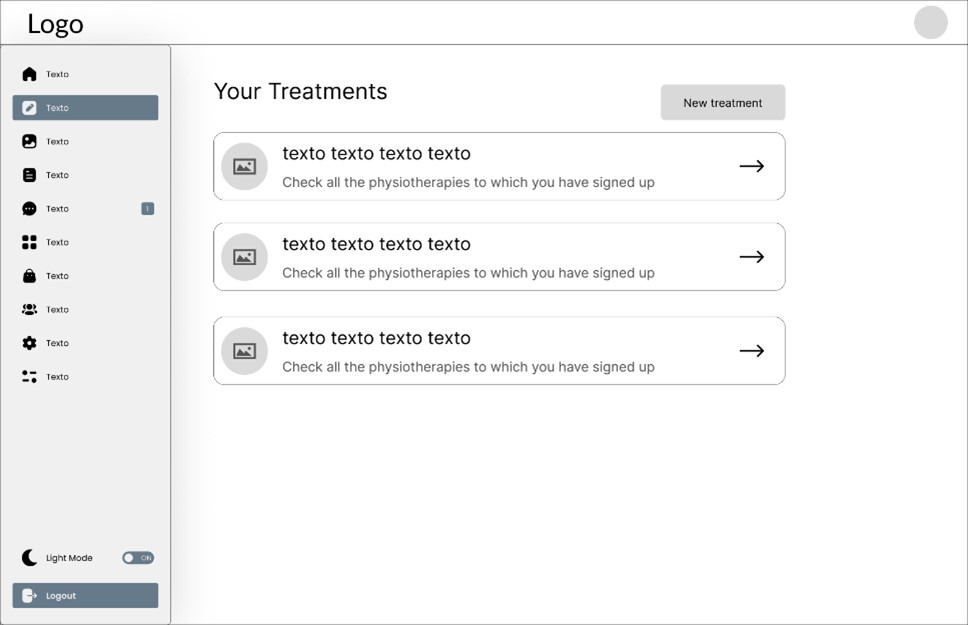 Logo
Texto
Texto
Texto
Texto
Texto
1
Texto
Texto
Texto
Texto
Texto
Light Mode
ON
Logout
Your Treatments
New treatment
texto texto texto texto
Check all the physiotherapies to which you have signed up
texto texto texto texto
Check all the physiotherapies to which you have signed up
texto texto texto texto
Check all the physiotherapies to which you have signed up